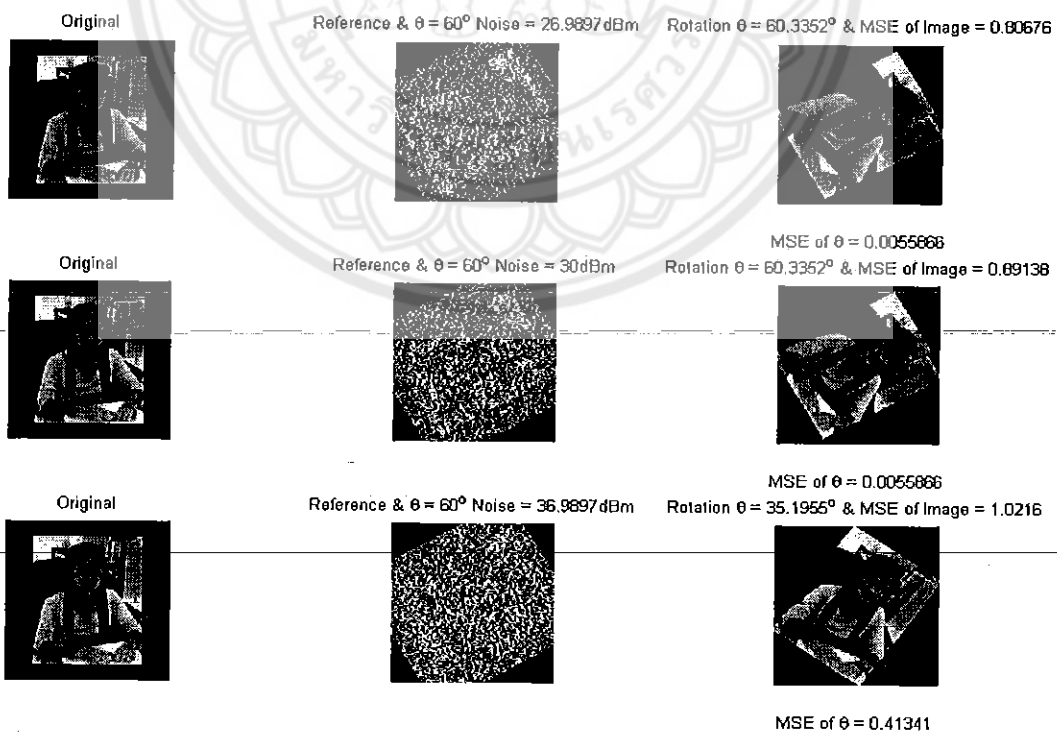 Original
Reference & θ = 60° Noise = 26.9897dBm
Rotation θ = 60.3352° & MSE of Image = 0.80676
MSE of θ = 0.0055866
Original
Reference & θ = 60° Noise = 30dBm
Rotation θ = 60.3352° & MSE of Image = 0.89138
MSE of θ = 0.0055866
Original
Reference & θ = 60° Noise = 36.9897dBm
Rotation θ = 35.1955° & MSE of Image = 1.0216
MSE of θ = 0.41341